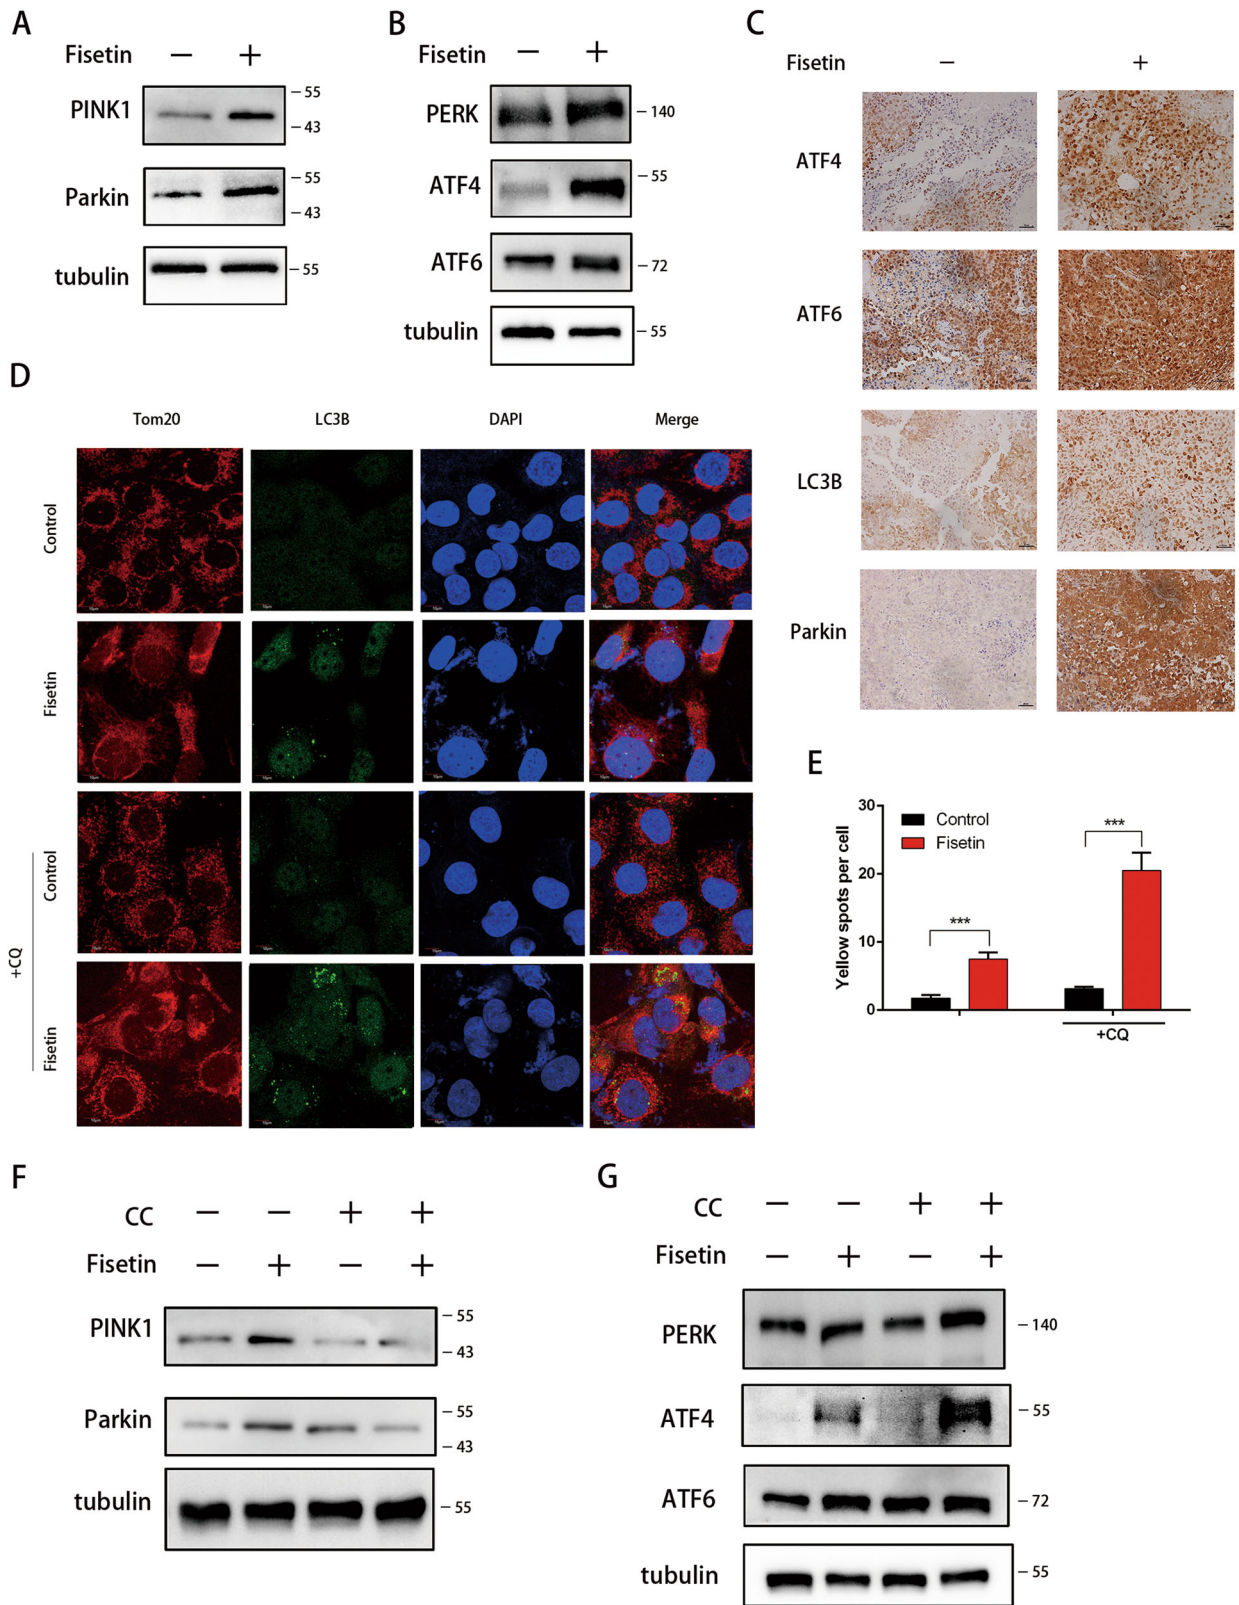 A
Fisetin − +
PINK1
− 55
− 43
Parkin
− 55
− 43
tubulin
− 55
B
Fisetin − +
PERK
− 140
ATF4
− 55
ATF6
− 72
tubulin
− 55
C
Fisetin − +
ATF4
ATF6
LC3B
Parkin
D
Tom20 LC3B DAPI Merge
Control
Fisetin
+CQ
Control
Fisetin
E
Yellow spots per cell
30
20
10
0
Control
Fisetin
***
***
+CQ
F
CC − − + +
Fisetin − + − +
PINK1
− 55
− 43
Parkin
− 55
− 43
tubulin
− 55
G
CC − − + +
Fisetin − + − +
PERK
− 140
ATF4
− 55
ATF6
− 72
tubulin
− 55